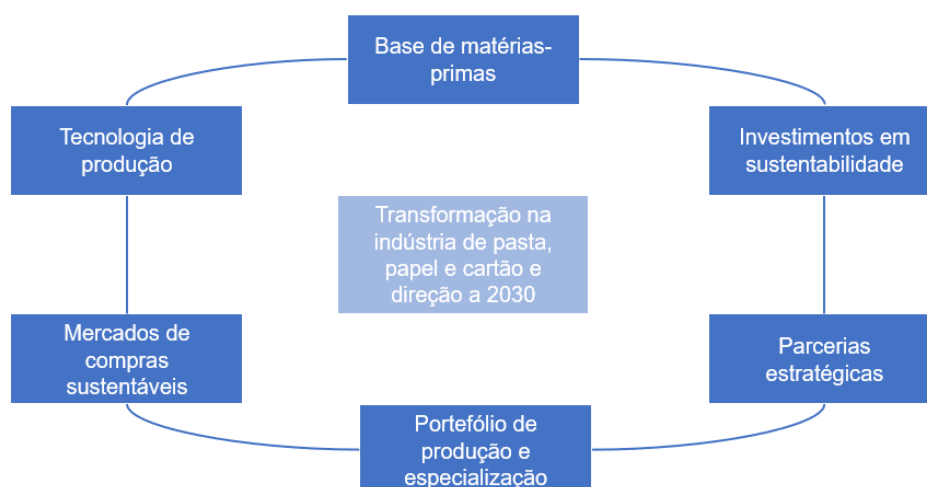 Base de matérias-
primas
Tecnologia de
produção
Investimentos em
sustentabilidade
Transformação na
indústria de pasta,
papel e cartão e
direção a 2030
Mercados de
compras
sustentáveis
Parcerias
estratégicas
Portefólio de
produção e
especialização